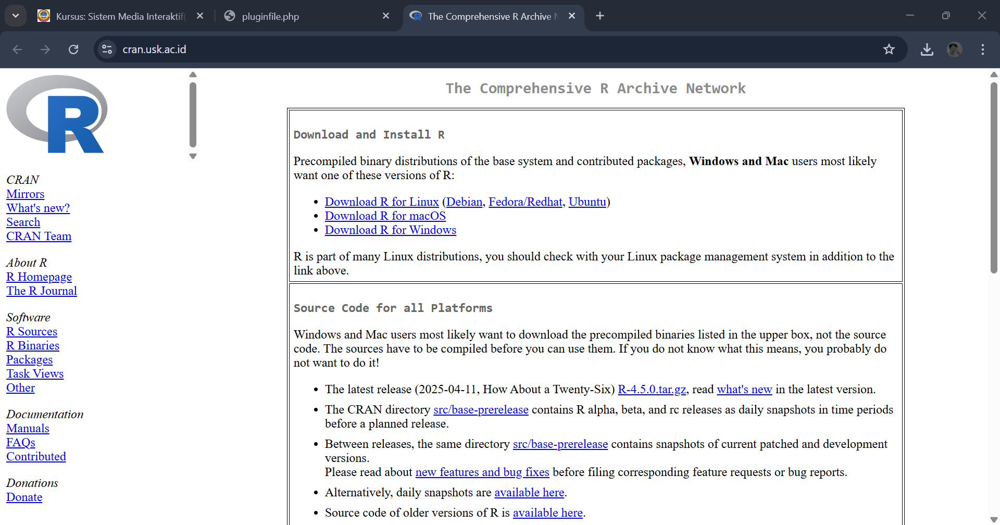 Kursus: Sistem Media Interaktif(
pluginfile.php
The Comprehensive R Archive N
cran.usk.ac.id
R
CRAN
Mirrors
What's new?
Search
CRAN Team
About R
R Homepage
The R Journal
Software
R Sources
R Binaries
Packages
Task Views
Other
Documentation
Manuals
FAQs
Contributed
Donations
Donate
The Comprehensive R Archive Network
Download and Install R
Precompiled binary distributions of the base system and contributed packages, Windows and Mac users most likely
want one of these versions of R:
• Download R for Linux (Debian, Fedora/Redhat, Ubuntu)
• Download R for macOS
• Download R for Windows
R is part of many Linux distributions, you should check with your Linux package management system in addition to the
link above.
Source Code for all Platforms
Windows and Mac users most likely want to download the precompiled binaries listed in the upper box, not the source
code. The sources have to be compiled before you can use them. If you do not know what this means, you probably do
not want to do it!
• The latest release (2025-04-11, How About a Twenty-Six) R-4.5.0.tar.gz, read what's new in the latest version.
• The CRAN directory src/base-prerelease contains R alpha, beta, and rc releases as daily snapshots in time periods
before a planned release.
• Between releases, the same directory src/base-prerelease contains snapshots of current patched and development
versions.
Please read about new features and bug fixes before filing corresponding feature requests or bug reports.
• Alternatively, daily snapshots are available here.
• Source code of older versions of R is available here.